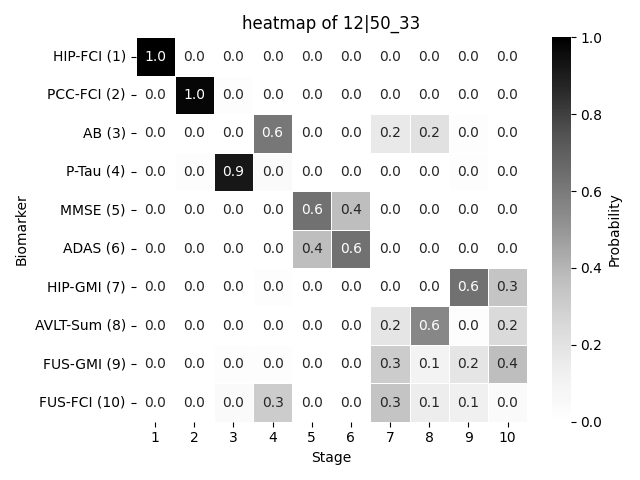 heatmap of 12|50_33
HIP-FCI (1) 1.0 0.0 0.0 0.0 0.0 0.0 0.0 0.0 0.0 0.0
PCC-FCI (2) 0.0 1.0 0.0 0.0 0.0 0.0 0.0 0.0 0.0 0.0
AB (3) 0.0 0.0 0.0 0.6 0.0 0.0 0.2 0.2 0.0 0.0
P-Tau (4) 0.0 0.0 0.9 0.0 0.0 0.0 0.0 0.0 0.0 0.0
MMSE (5) 0.0 0.0 0.0 0.0 0.6 0.4 0.0 0.0 0.0 0.0
ADAS (6) 0.0 0.0 0.0 0.0 0.4 0.6 0.0 0.0 0.0 0.0
HIP-GMI (7) 0.0 0.0 0.0 0.0 0.0 0.0 0.0 0.0 0.6 0.3
AVLT-Sum (8) 0.0 0.0 0.0 0.0 0.0 0.0 0.2 0.6 0.0 0.2
FUS-GMI (9) 0.0 0.0 0.0 0.0 0.0 0.0 0.3 0.1 0.2 0.4
FUS-FCI (10) 0.0 0.0 0.0 0.3 0.0 0.0 0.3 0.1 0.1 0.0
1 2 3 4 5 6 7 8 9 10
Stage
Biomarker
1.0
0.8
0.6
0.4
0.2
0.0
Probability